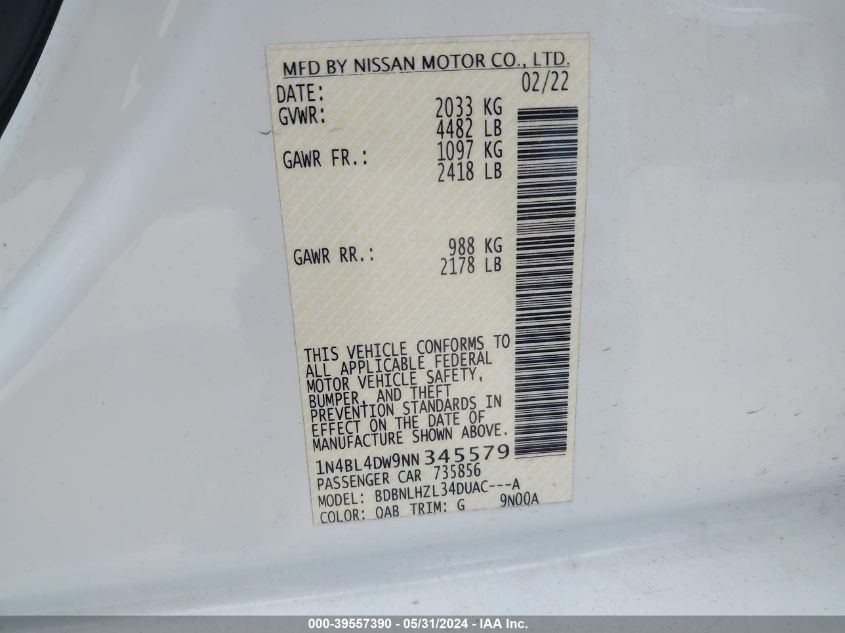 MFD BY NISSAN MOTOR CO., LTD.
DATE: 02/22
GVWR: 2033 KG
4482 LB
GAWR FR.: 1097 KG
2418 LB
GAWR RR.: 988 KG
2178 LB
THIS VEHICLE CONFORMS TO
ALL APPLICABLE FEDERAL
MOTOR VEHICLE SAFETY,
BUMPER, AND THEFT
PREVENTION STANDARDS IN
EFFECT ON THE DATE OF
MANUFACTURE SHOWN ABOVE.
1N4BL4DW9NN345579
PASSENGER CAR 735856
MODEL: BDBNLHZL34DUAC---A
COLOR: QAB TRIM: G 9N00A
000-39557390 - 05/31/2024 - IAA Inc.